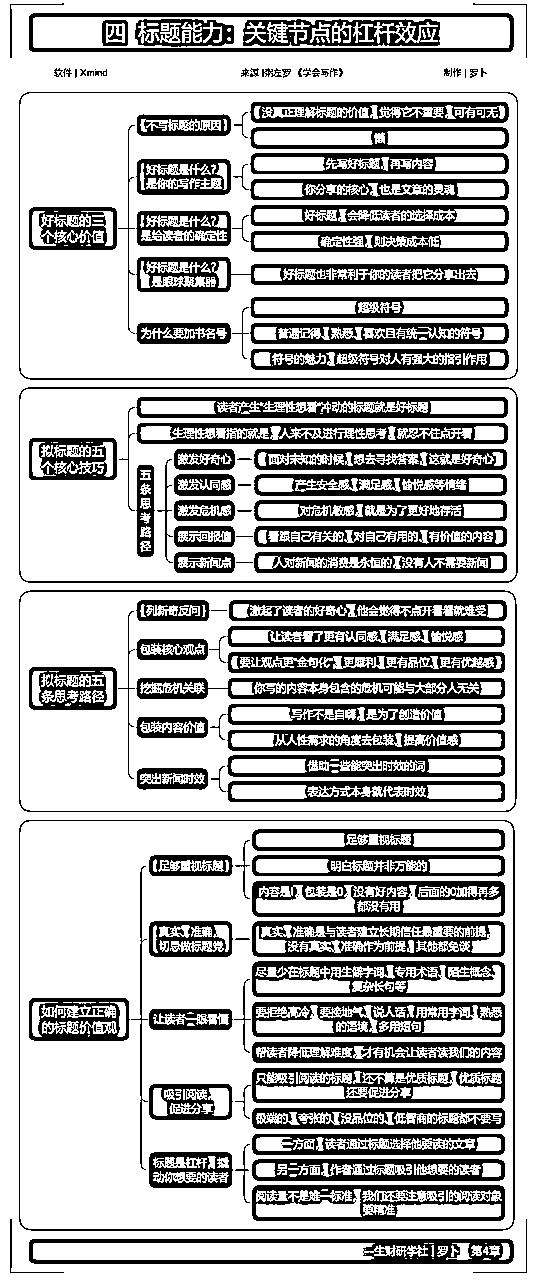 四 标题能力：关键节点的杠杆效应
软件 | Xmind
来源 | 粥左罗《学会写作》
制作 | 罗卜
好标题的三
个核心价值
不写标题的原因
没真正理解标题的价值，觉得它不重要，可有可无
懒
好标题是什么？
是你的写作主题
先写好标题，再写内容
你分享的核心，也是文章的灵魂
好标题是什么？
是给读者的确定性
好标题，会降低读者的选择成本
确定性强，则决策成本低
好标题是什么？
是眼球聚集器
好标题也非常利于你的读者把它分享出去
为什么要加书名号
超级符号
普遍记得、熟悉、喜欢且有统一认知的符号
符号的魅力，超级符号对人有强大的指引作用
拟标题的五
个核心技巧
读者产生“生理性想看”冲动的标题就是好标题
生理性想看指的就是，人来不及进行理性思考，就忍不住点开看
五条思考路径
激发好奇心
面对未知的时候，想去寻找答案，这就是好奇心
激发认同感
产生安全感、满足感、愉悦感等情绪
激发危机感
对危机敏感，就是为了更好地存活
展示回报值
看跟自己有关的、对自己有用的、有价值的内容
展示新闻点
人对新闻的消费是永恒的，没有人不需要新闻
拟标题的五
条思考路径
列新奇反问
激起了读者的好奇心，他会觉得不点开看看就难受
包装核心观点
让读者看了更有认同感、满足感、愉悦感
要让观点更“金句化”，更犀利、更有品位、更有优越感
挖掘危机关联
你写的内容本身包含的危机可能与大部分人无关
包装内容价值
写作不是自嗨，是为了创造价值
从人性需求的角度去包装，提高价值感
突出新闻时效
借助一些能突出时效的词
表达方式本身就代表时效
如何建立正确
的标题价值观
足够重视标题
足够重视标题
明白标题并非万能的
内容是1，包装是0，没有好内容，后面的0加得再多
都没有用
真实、准确，
切忌做标题党
真实、准确是与读者建立长期信任最重要的前提，
没有真实、准确作为前提，其他都免谈
让读者一眼看懂
尽量少在标题中用生僻字词、专用术语、陌生概念、
复杂长句等
要拒绝高冷，要接地气，说人话，用常用字词、熟悉
的语境，多用短句
帮读者降低理解难度，才有机会让读者读我们的内容
吸引阅读，
促进分享
只能吸引阅读的标题，还不算是优质标题，优质标题
还要促进分享
极端的、夸张的、没品位的、低智商的标题都不要写
标题是杠杆，撬
动你想要的读者
一方面，读者通过标题选择他要读的文章
另一方面，作者通过标题吸引他想要的读者
阅读量不是唯一标准，我们还要注意吸引的阅读对象
要精准
生财研学社 | 罗卜 第4章